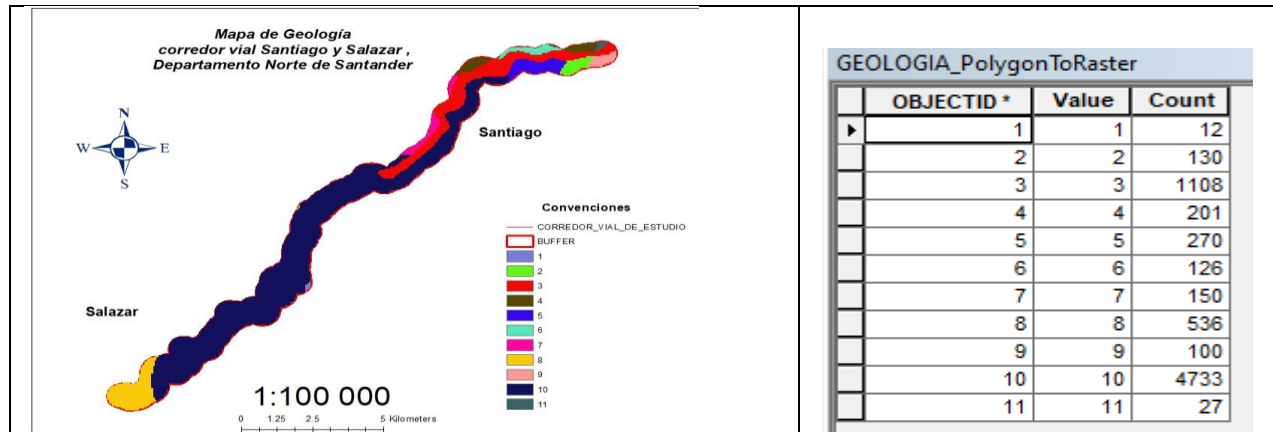 Mapa de Geología
corredor vial Santiago y Salazar ,
Departamento Norte de Santander
N
W E
S
Santiago
Salazar
Convenciones
CORREDOR_VIAL_DE_ESTUDIO
BUFFER
1
2
3
4
5
6
7
8
9
10
11
1:100 000
0 1.25 2.5 5 Kilometers
GEOLOGIA_PolygonToRaster
OBJECTID * Value Count
1 1 12
2 2 130
3 3 1108
4 4 201
5 5 270
6 6 126
7 7 150
8 8 536
9 9 100
10 10 4733
11 11 27